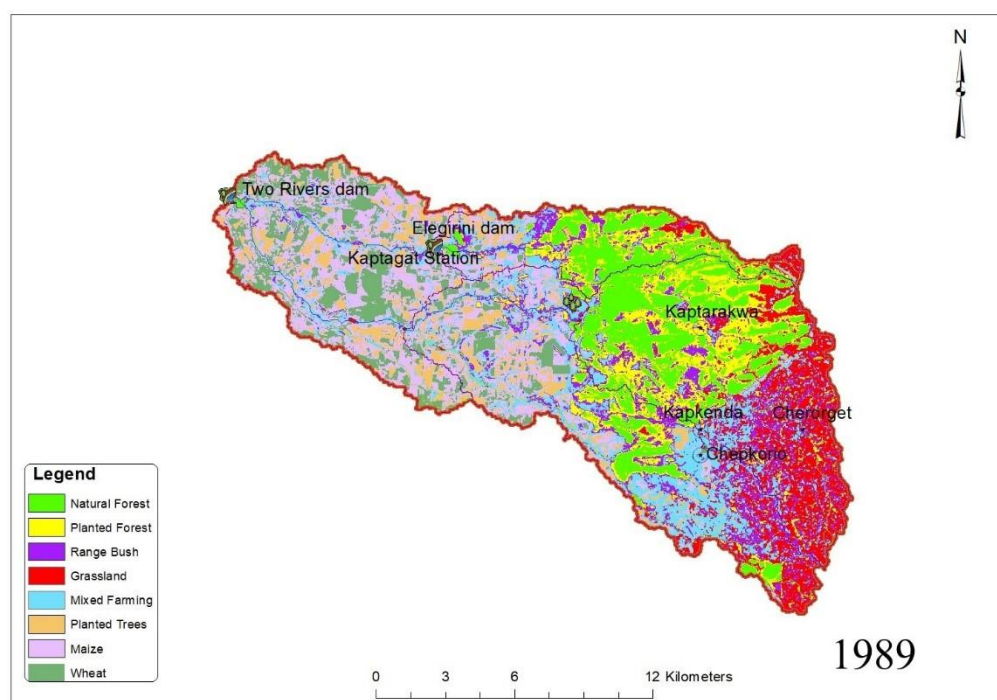 N
Two Rivers dam
Elegirini dam
Kaptagat Station
Kaptarakwa
Kapkenda
Cherorget
Chepkorio
Legend
Natural Forest
Planted Forest
Range Bush
Grassland
Mixed Farming
Planted Trees
Maize
Wheat
1989
0 3 6 12 Kilometers